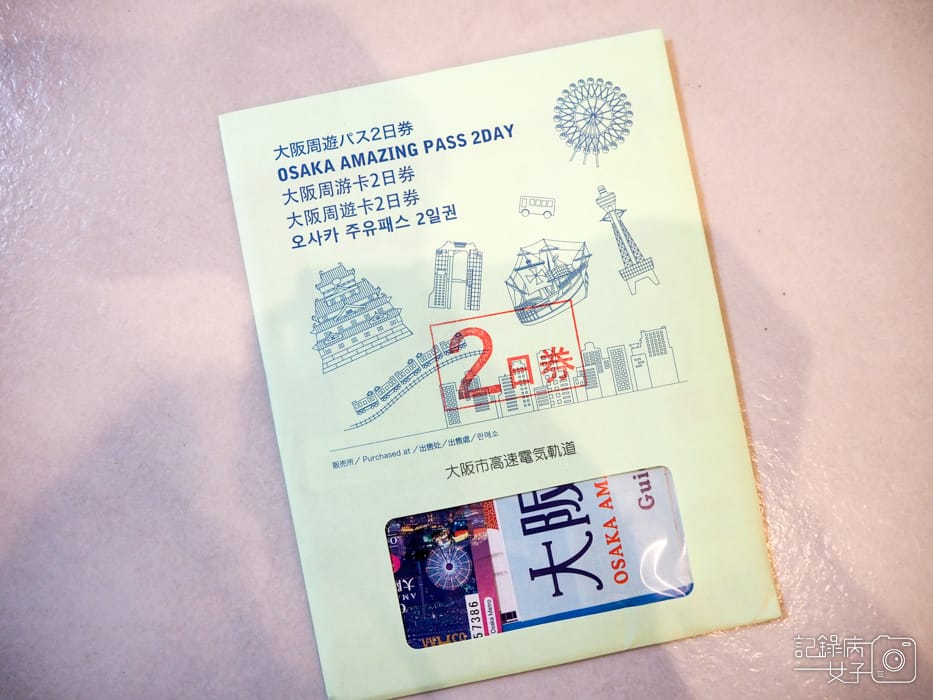 大阪周遊パス2日券
OSAKA AMAZING PASS 2DAY
大阪周游卡2日券
大阪周遊卡2日券
오사카 주유패스 2일권
2日券
販売所 / Purchased at / 出售处 / 出售處 / 판매소
大阪市高速電気軌道
大阪
OSAKA AM
Gui
57386
Osaka Metro
記錄病
女子